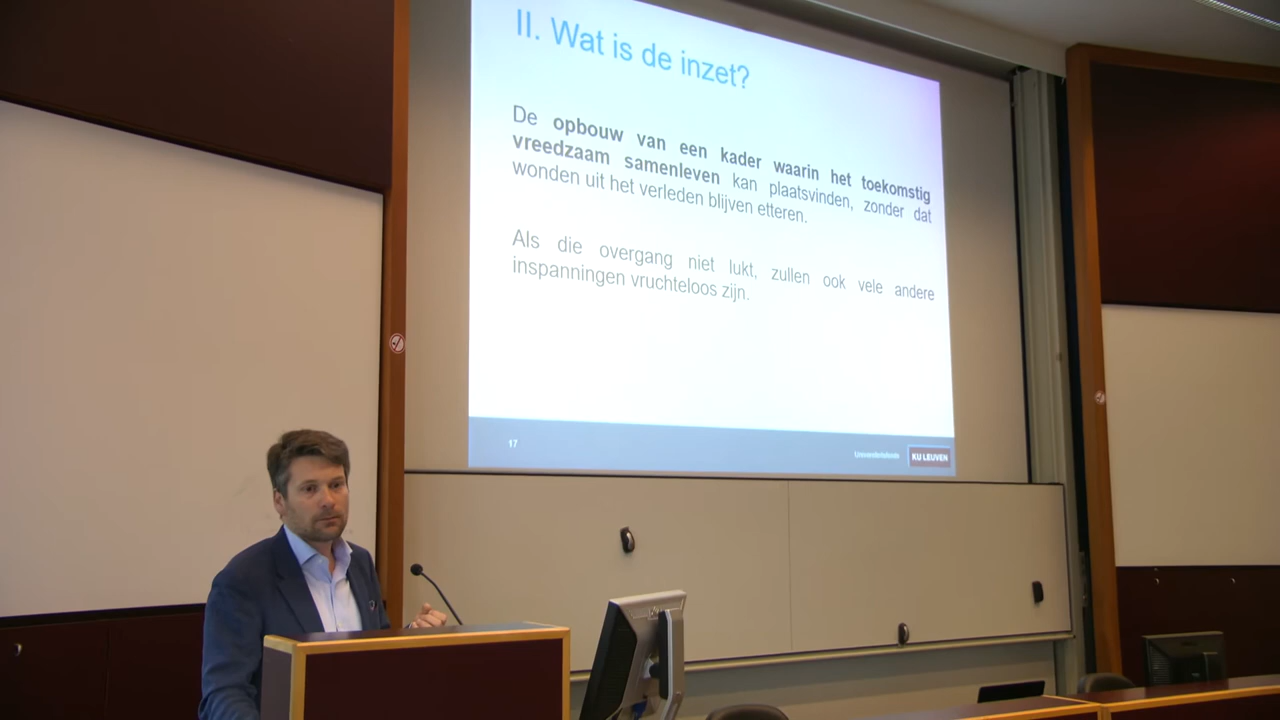 II. Wat is de inzet?
De opbouw van een kader waarin het toekomstig
vreedzaam samenleven kan plaatsvinden, zonder dat
wonden uit het verleden blijven etteren.
Als die overgang niet lukt, zullen ook vele andere
inspanningen vruchteloos zijn.
17
KU LEUVEN